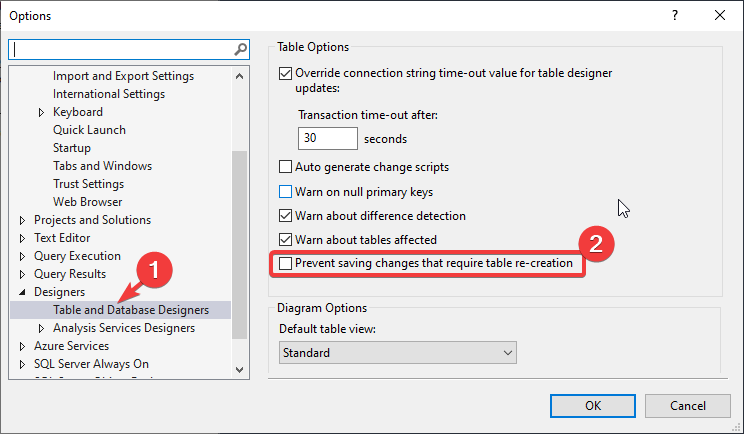 Options
?
Import and Export Settings
International Settings
Keyboard
Quick Launch
Startup
Tabs and Windows
Trust Settings
Web Browser
Projects and Solutions
Text Editor
Query Execution
Query Results
1
Designers
Table and Database Designers
Analysis Services Designers
Azure Services
SQL Server Always On
Table Options
Override connection string time-out value for table designer
updates:
Transaction time-out after:
30 seconds
Auto generate change scripts
Warn on null primary keys
Warn about difference detection
Warn about tables affected
2
Prevent saving changes that require table re-creation
Diagram Options
Default table view:
Standard
OK
Cancel